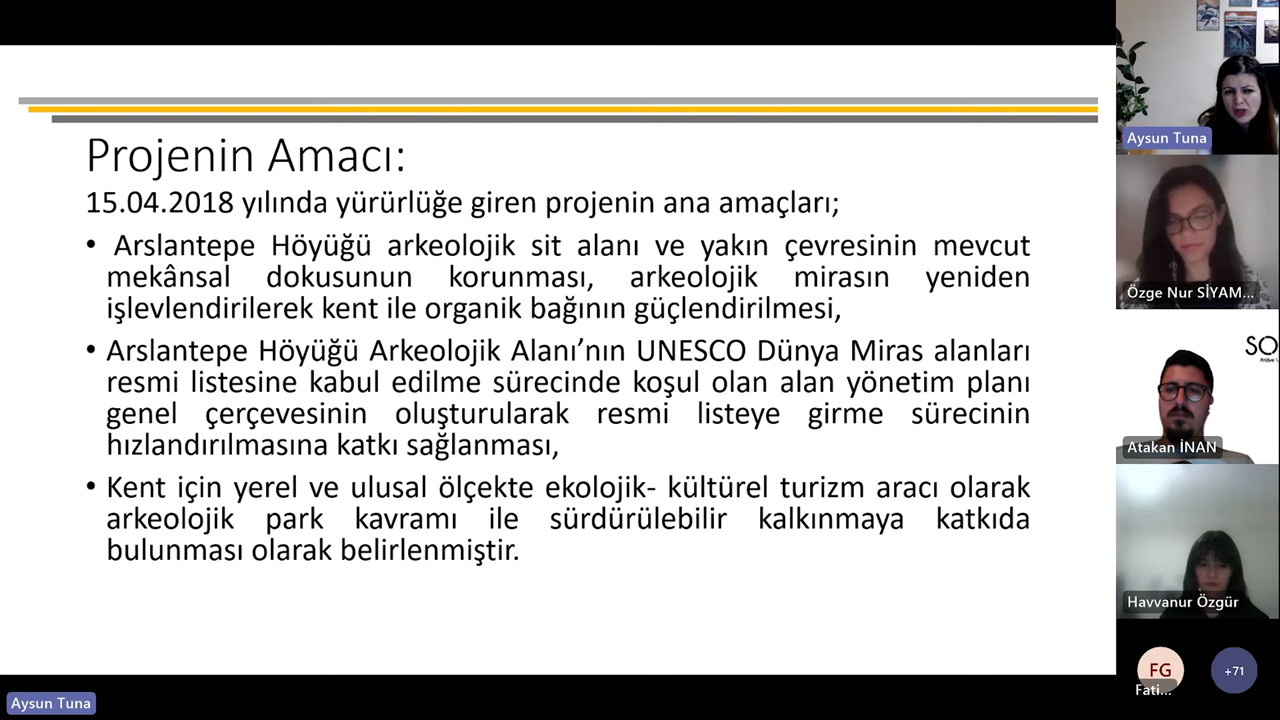 Projenin Amacı:
15.04.2018 yılında yürürlüğe giren projenin ana amaçları;
• Arslantepe Höyüğü arkeolojik sit alanı ve yakın çevresinin mevcut
mekânsal dokusunun korunması, arkeolojik mirasın yeniden
işlevlendirilerek kent ile organik bağının güçlendirilmesi,
• Arslantepe Höyüğü Arkeolojik Alanı’nın UNESCO Dünya Miras alanları
resmi listesine kabul edilme sürecinde koşul olan alan yönetim planı
genel çerçevesinin oluşturularak resmi listeye girme sürecinin
hızlandırılmasına katkı sağlanması,
• Kent için yerel ve ulusal ölçekte ekolojik- kültürel turizm aracı olarak
arkeolojik park kavramı ile sürdürülebilir kalkınmaya katkıda
bulunması olarak belirlenmiştir.
Aysun Tuna
Özge Nur SİYAM...
SO
Atakan İNAN
Havvanur Özgür
FG
Fati...
+71
Aysun Tuna